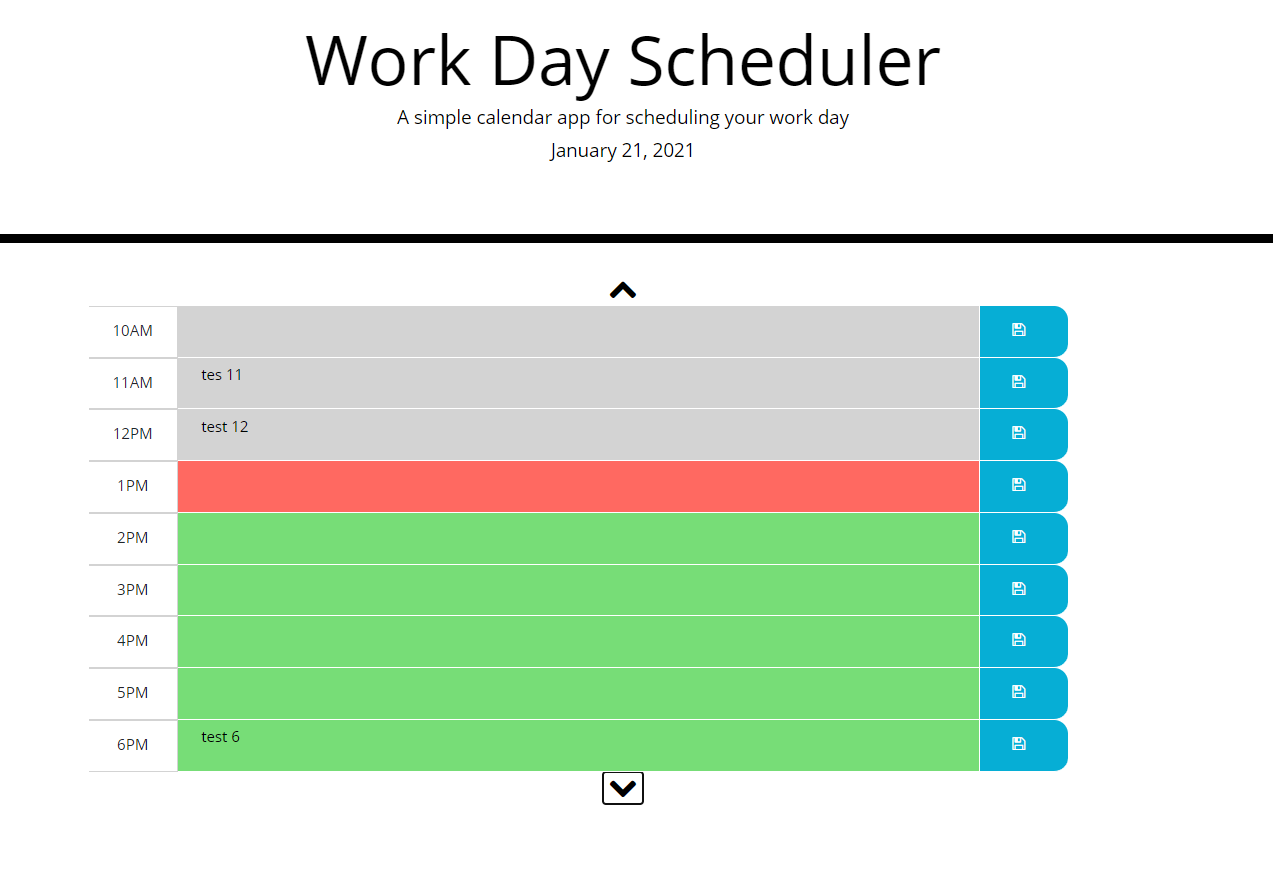 Work Day Scheduler
A simple calendar app for scheduling your work day
January 21, 2021
10AM
11AM tes 11
12PM test 12
1PM
2PM
3PM
4PM
5PM
6PM test 6